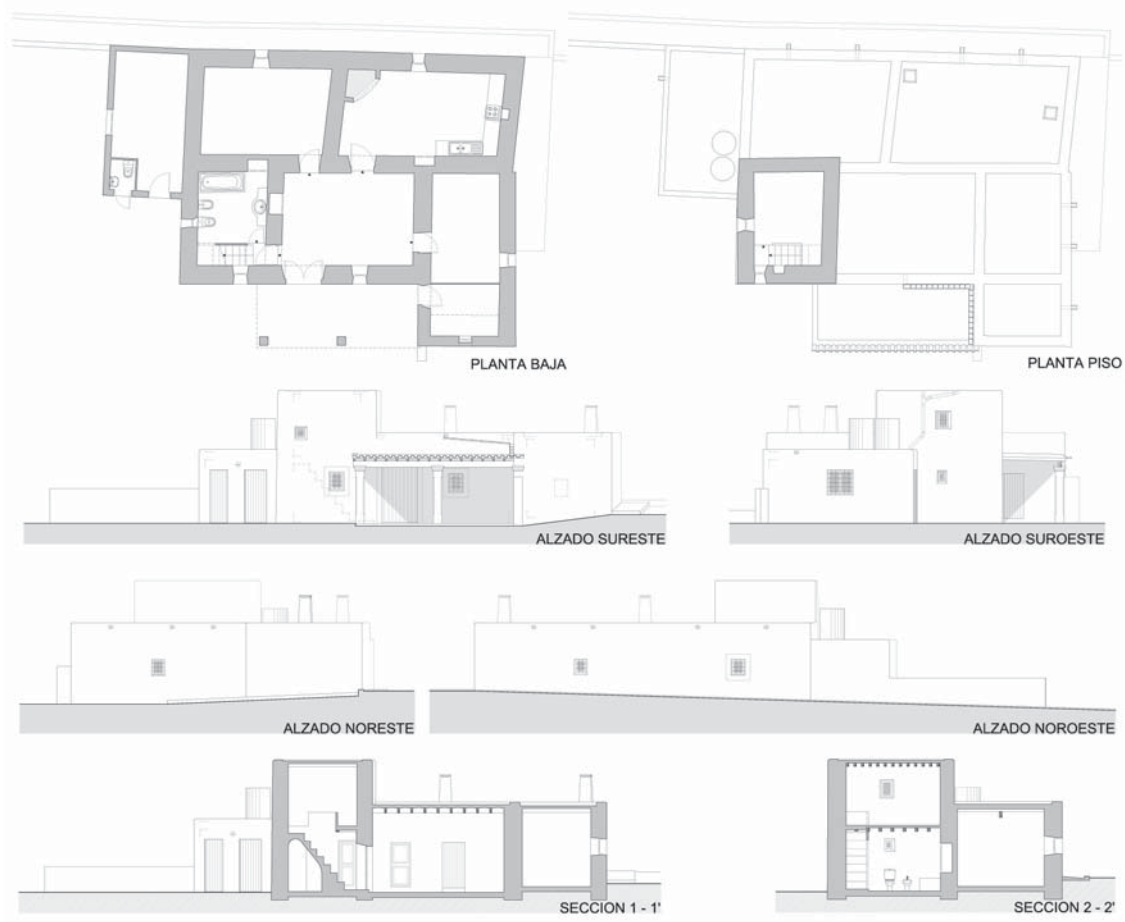 PLANTA BAJA
PLANTA PISO
ALZADO SURESTE
ALZADO SUROESTE
ALZADO NORESTE
ALZADO NOROESTE
SECCION 1 - 1'
SECCION 2 - 2'